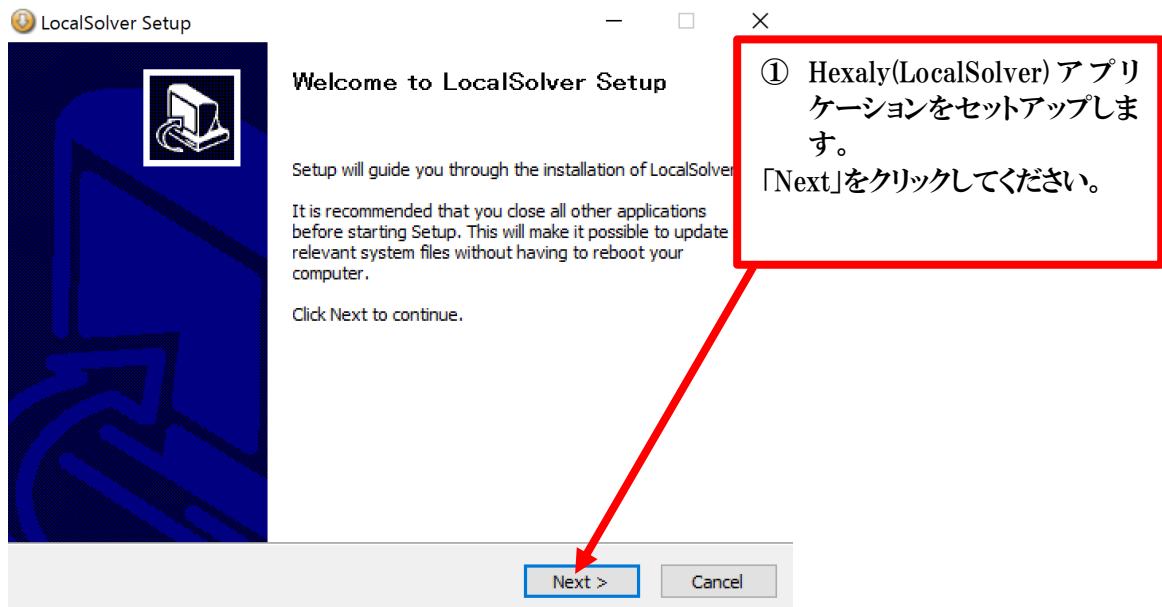 LocalSolver Setup
Welcome to LocalSolver Setup
Setup will guide you through the installation of LocalSolver
It is recommended that you close all other applications
before starting Setup. This will make it possible to update
relevant system files without having to reboot your
computer.
Click Next to continue.
① Hexaly(LocalSolver)アプリ
ケーションをセットアップしま
す。
「Next」をクリックしてください。
Next >
Cancel